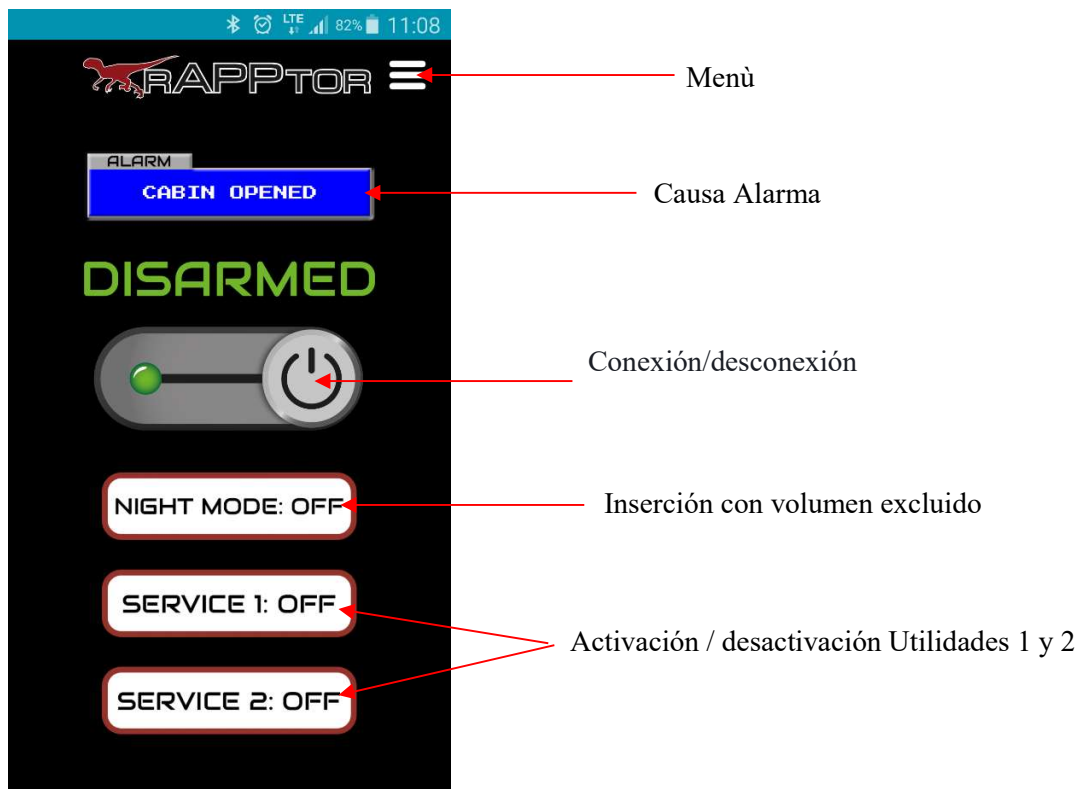 LTE 82% 11:08
rAPPTOR
Menù
ALARM
CABIN OPENED
Causa Alarma
DISARMED
Conexión/desconexión
NIGHT MODE: OFF
Inserción con volumen excluido
SERVICE 1: OFF
Activación / desactivación Utilidades 1 y 2
SERVICE 2: OFF